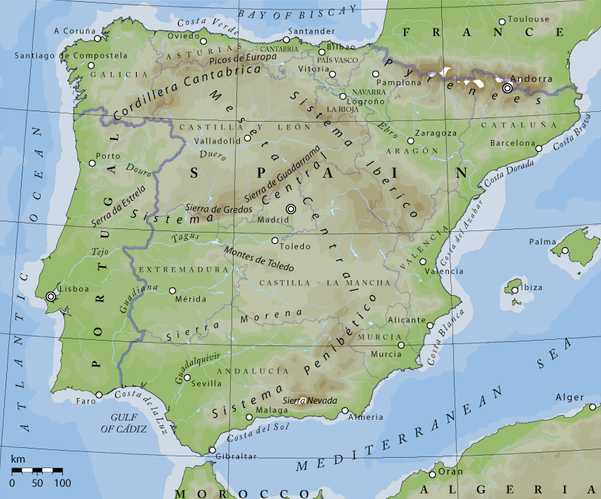 BAY OF BISCAY
Toulouse
A Coruña
Costa Verde
Santander
FRANCE
Oviedo
Bilbao
Santiago de Compostela
ASTURIAS
CANTABRIA
PAÍS VASCO
Picos de Europa
Vitoria
GALICIA
Cordillera Cantabrica
Pamplona
Pyrenees
Andorra
NAVARRA
Logroño
LA RIOJA
Meseta Central
Sistema Iberico
CASTILLA Y LEÓN
Ebro
CATALUÑA
Valladolid
Zaragoza
Costa Brava
Barcelona
ARAGÓN
Porto
Duero
Douro
SPAIN
Costa Dorada
Sierra de Guadarrama
Sistema Central
Serra da Estrela
Sierra de Gredos
Madrid
Costa del Azahar
OCEAN
PORTUGAL
Tagus
Toledo
Palma
Tejo
Montes de Toledo
VALENCIA
Valencia
EXTREMADURA
CASTILLA - LA MANCHA
Ibiza
Lisboa
Guadiana
Mérida
Sierra Morena
Alicante
Costa Blanca
MURCIA
Murcia
ATLANTIC
Guadalquivir
ANDALUCÍA
Sistema Penibético
Sevilla
Faro
Costa de la Luz
Sierra Nevada
Malaga
Almeria
GULF
OF CÁDIZ
Costa del Sol
MEDITERRANEAN SEA
Alger
Gibraltar
km
0 50 100
Oran
MOROCCO
ALGERIA